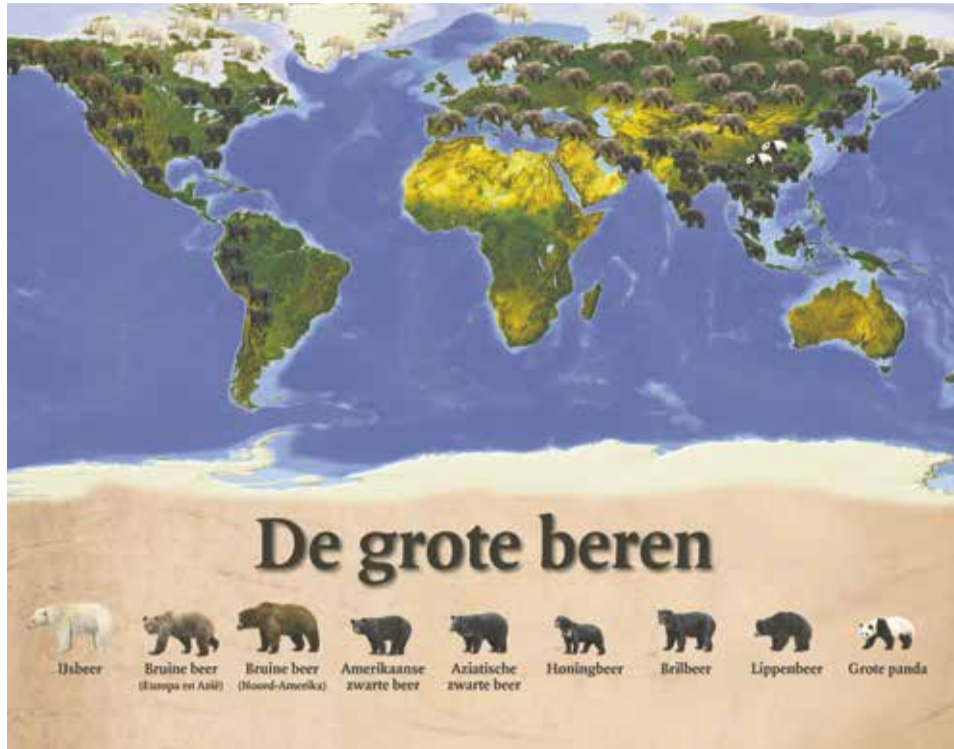 De grote beren
IJsbeer
Bruine beer
(Europa en Azië)
Bruine beer
(Noord-Amerika)
Amerikaanse
zwarte beer
Aziatische
zwarte beer
Honingbeer
Brilbeer
Lippenbeer
Grote panda